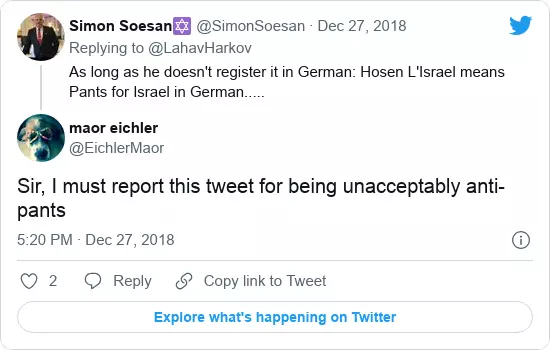 Simon Soesan✡ @SimonSoesan · Dec 27, 2018
Replying to @LahavHarkov
As long as he doesn't register it in German: Hosen L'Israel means
Pants for Israel in German.....
maor eichler
@EichlerMaor
Sir, I must report this tweet for being unacceptably anti-
pants
5:20 PM · Dec 27, 2018
2 Reply Copy link to Tweet
Explore what's happening on Twitter